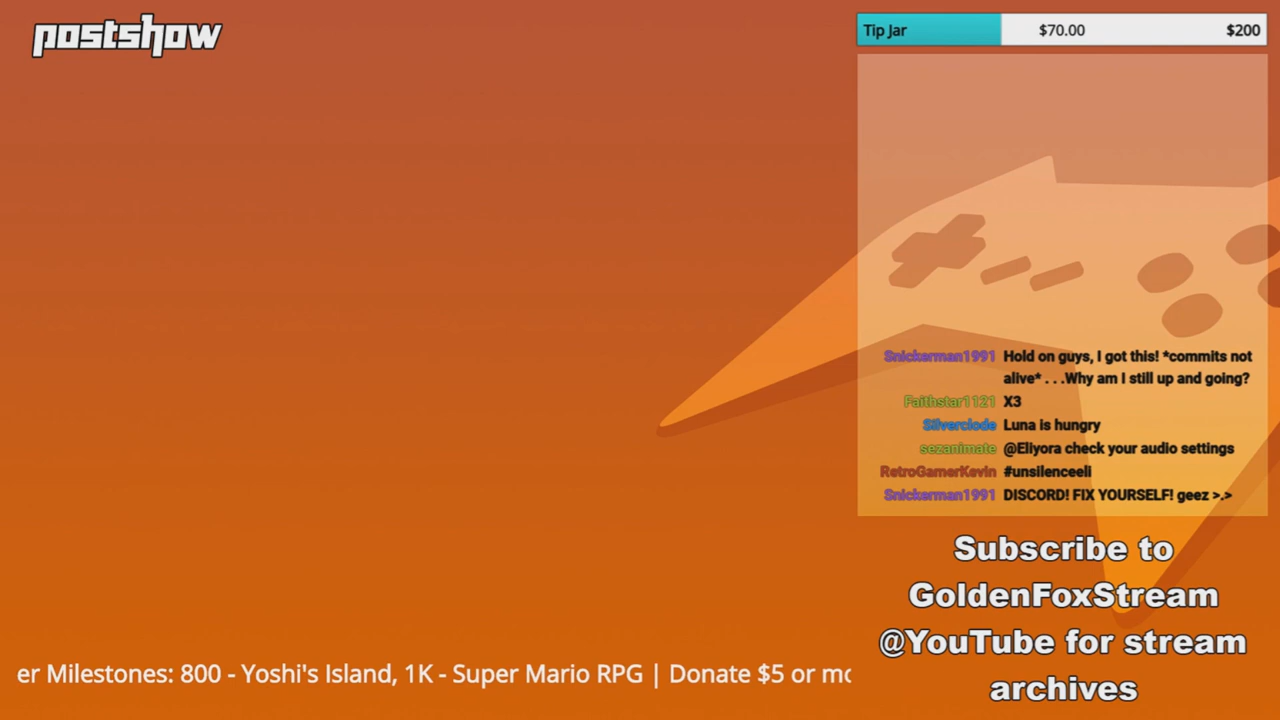 postshow
Tip Jar $70.00 $200
Snickerman1991 Hold on guys, I got this! *commits not
alive* . . .Why am I still up and going?
Faithstar1121 X3
Silverclode Luna is hungry
sezanimate @Eliyora check your audio settings
RetroGamerKevin #unsilenceeli
Snickerman1991 DISCORD! FIX YOURSELF! geez >.>
Subscribe to
GoldenFoxStream
@YouTube for stream
archives
er Milestones: 800 - Yoshi's Island, 1K - Super Mario RPG | Donate $5 or mo